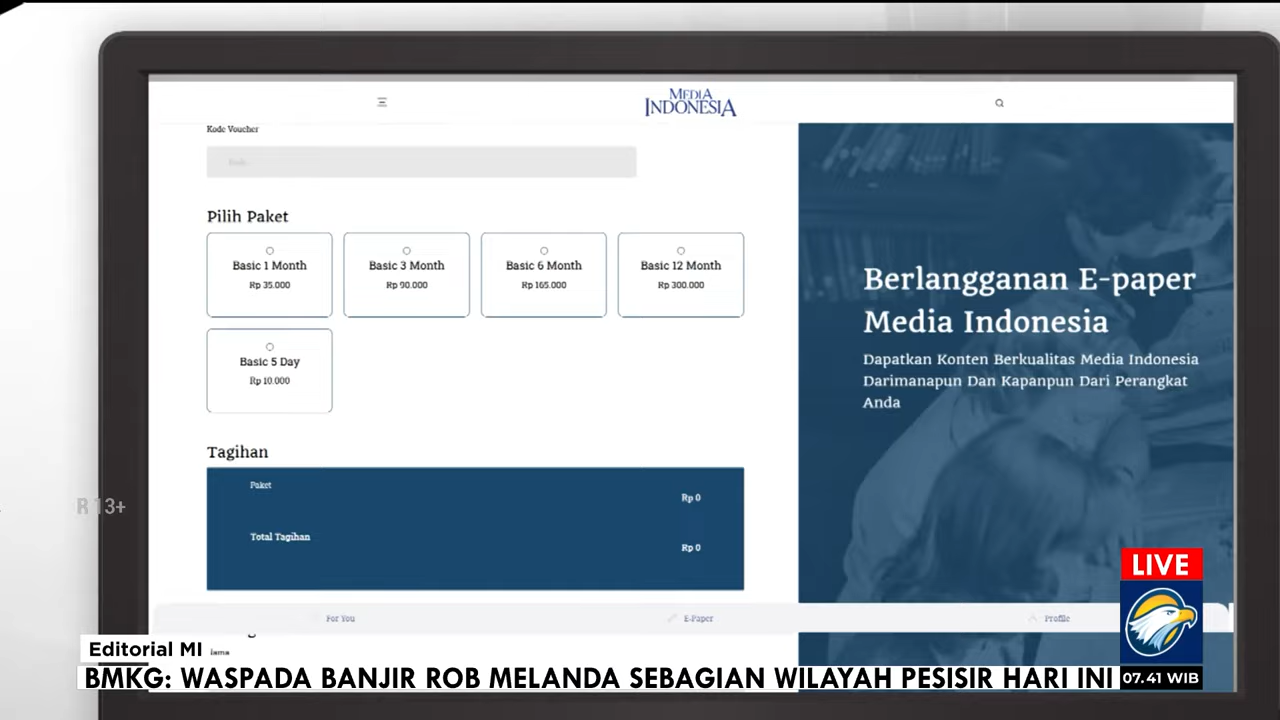 MEDIA
INDONESIA
Kode Voucher
Pilih Paket
Basic 1 Month
Rp 35.000
Basic 3 Month
Rp 90.000
Basic 6 Month
Rp 165.000
Basic 12 Month
Rp 300.000
Basic 5 Day
Rp 10.000
Tagihan
Paket
Rp 0
Total Tagihan
Rp 0
Berlangganan E-paper
Media Indonesia
Dapatkan Konten Berkualitas Media Indonesia
Darimanapun Dan Kapanpun Dari Perangkat
Anda
R 13+
For You
E-Paper
Profile
LIVE
Editorial MI
BMKG: WASPADA BANJIR ROB MELANDA SEBAGIAN WILAYAH PESISIR HARI INI
07.41 WIB